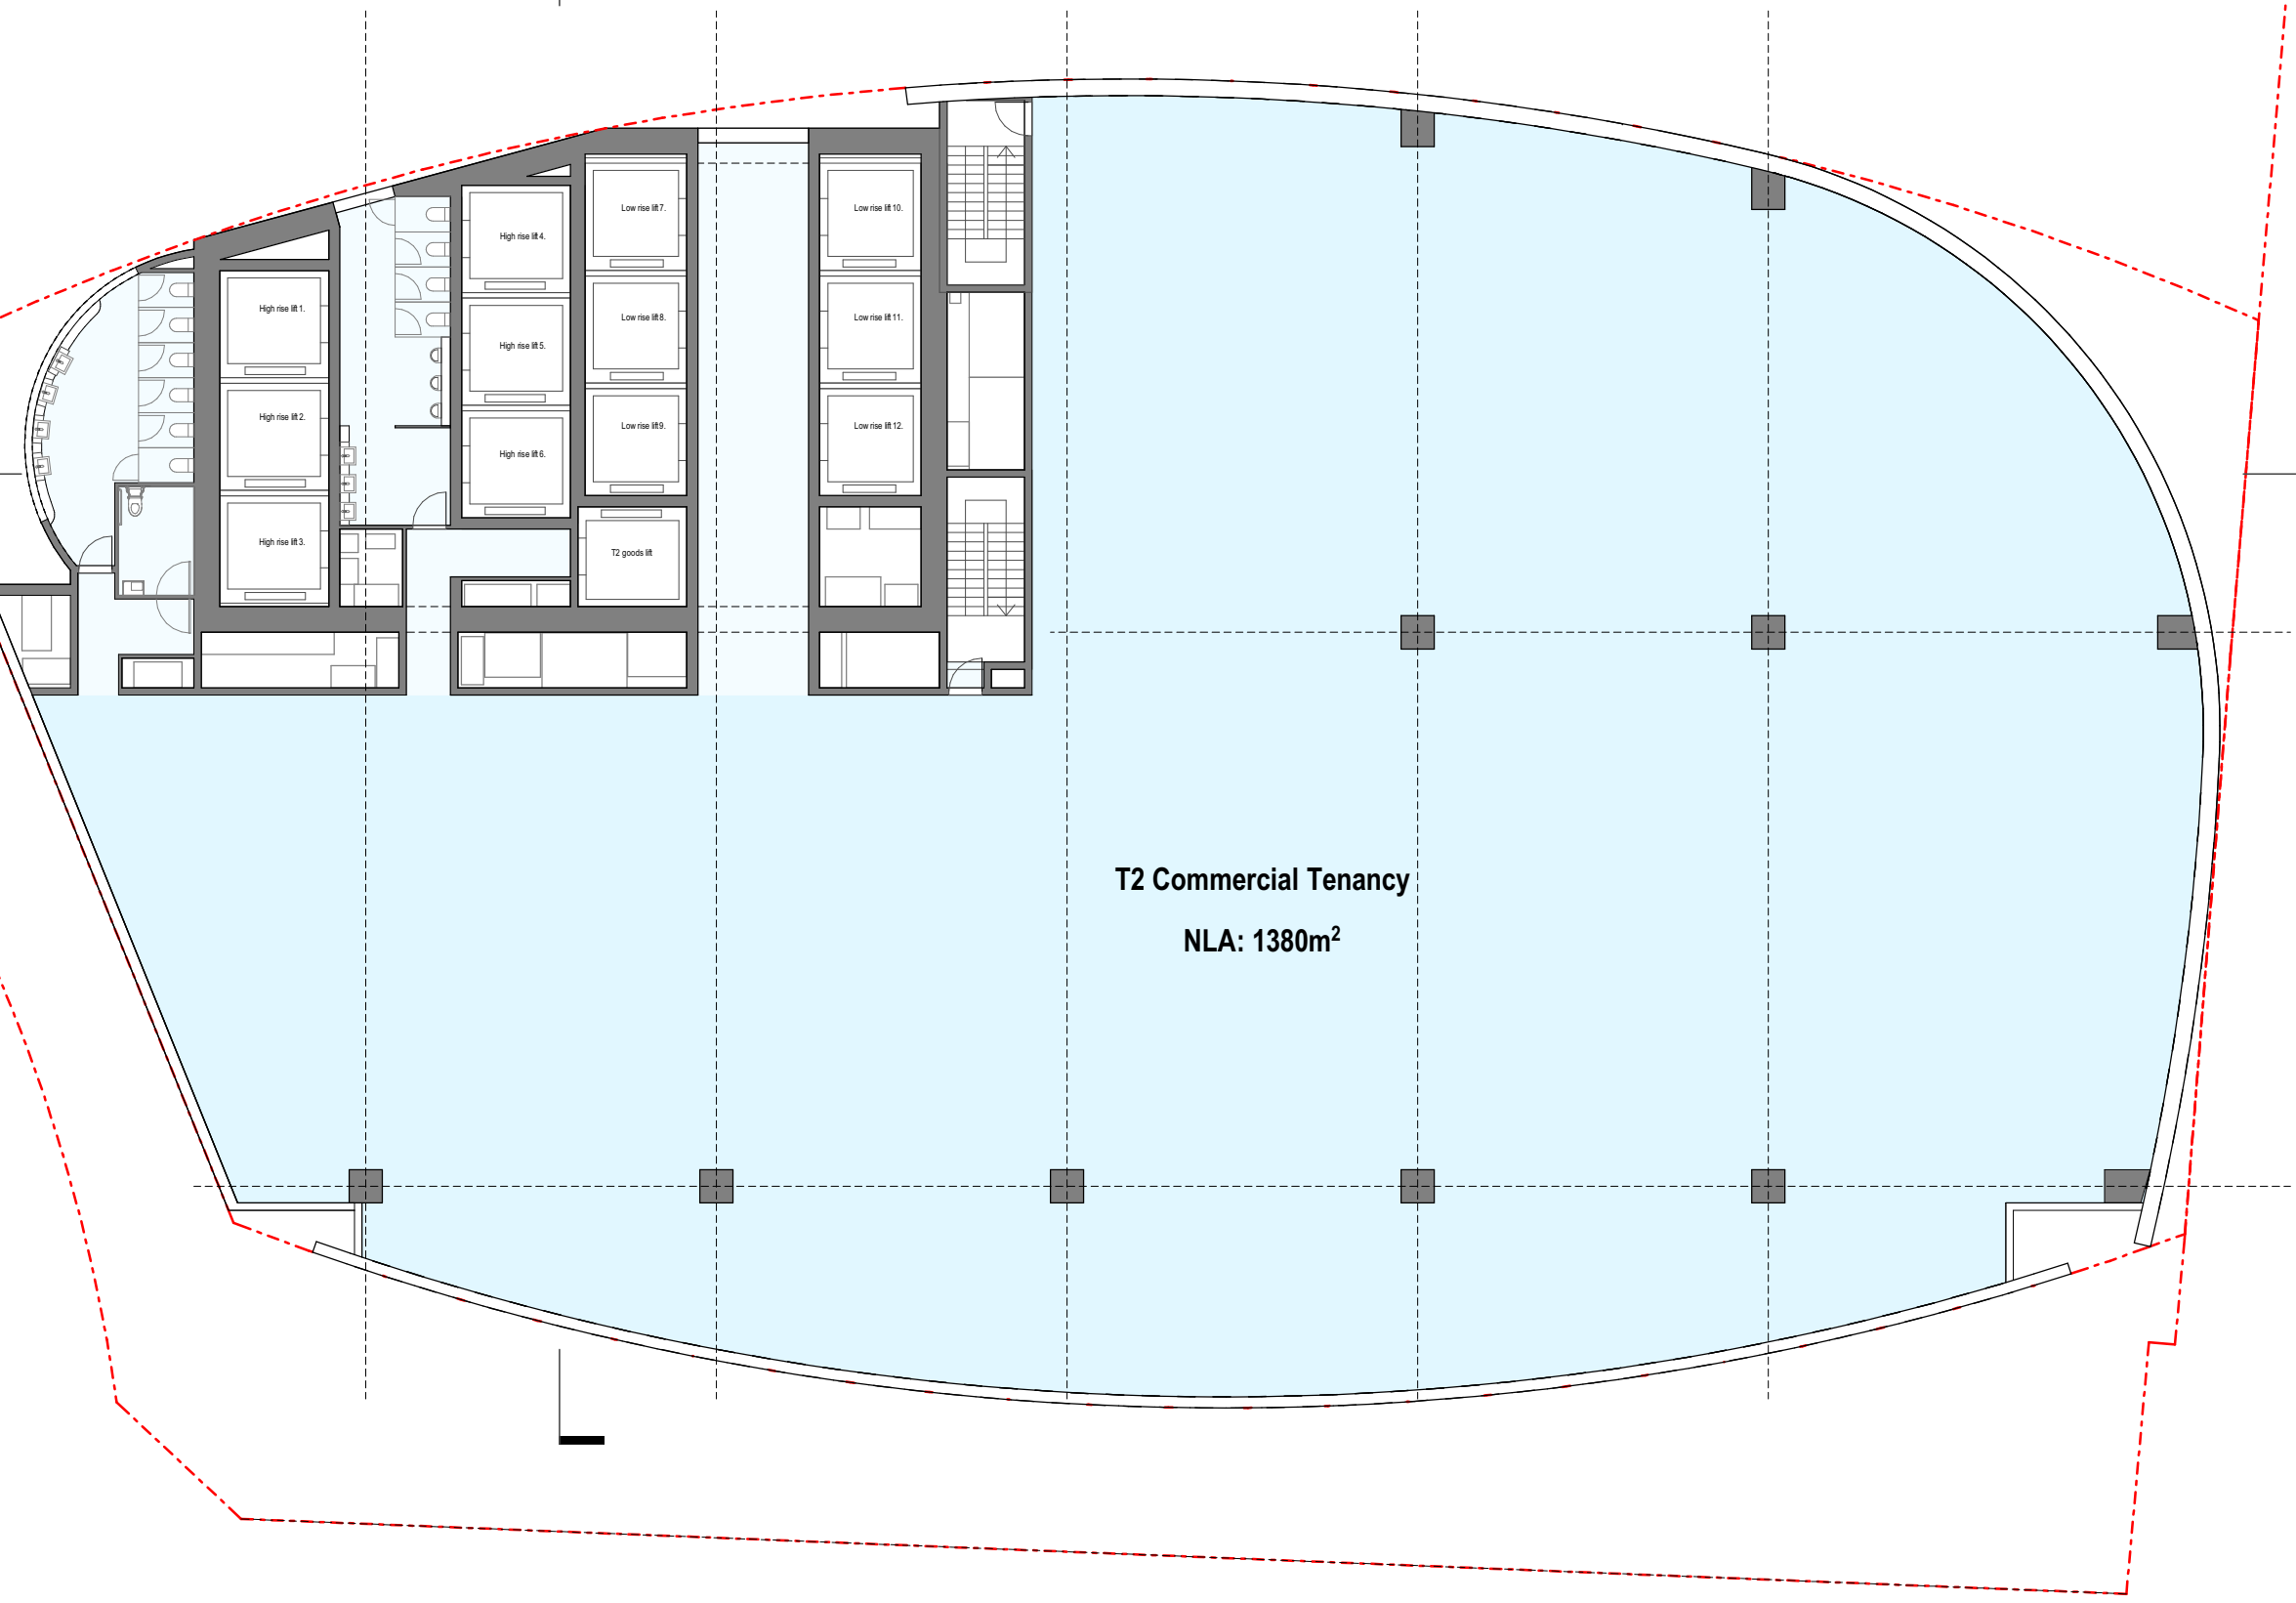 Low rise lift 7.
Low rise lift 10.
High rise lift 4.
High rise lift 1.
Low rise lift 8.
Low rise lift 11.
High rise lift 5.
High rise lift 2.
Low rise lift 9.
Low rise lift 12.
High rise lift 6.
High rise lift 3.
T2 goods lift
T2 Commercial Tenancy
NLA: 1380m²